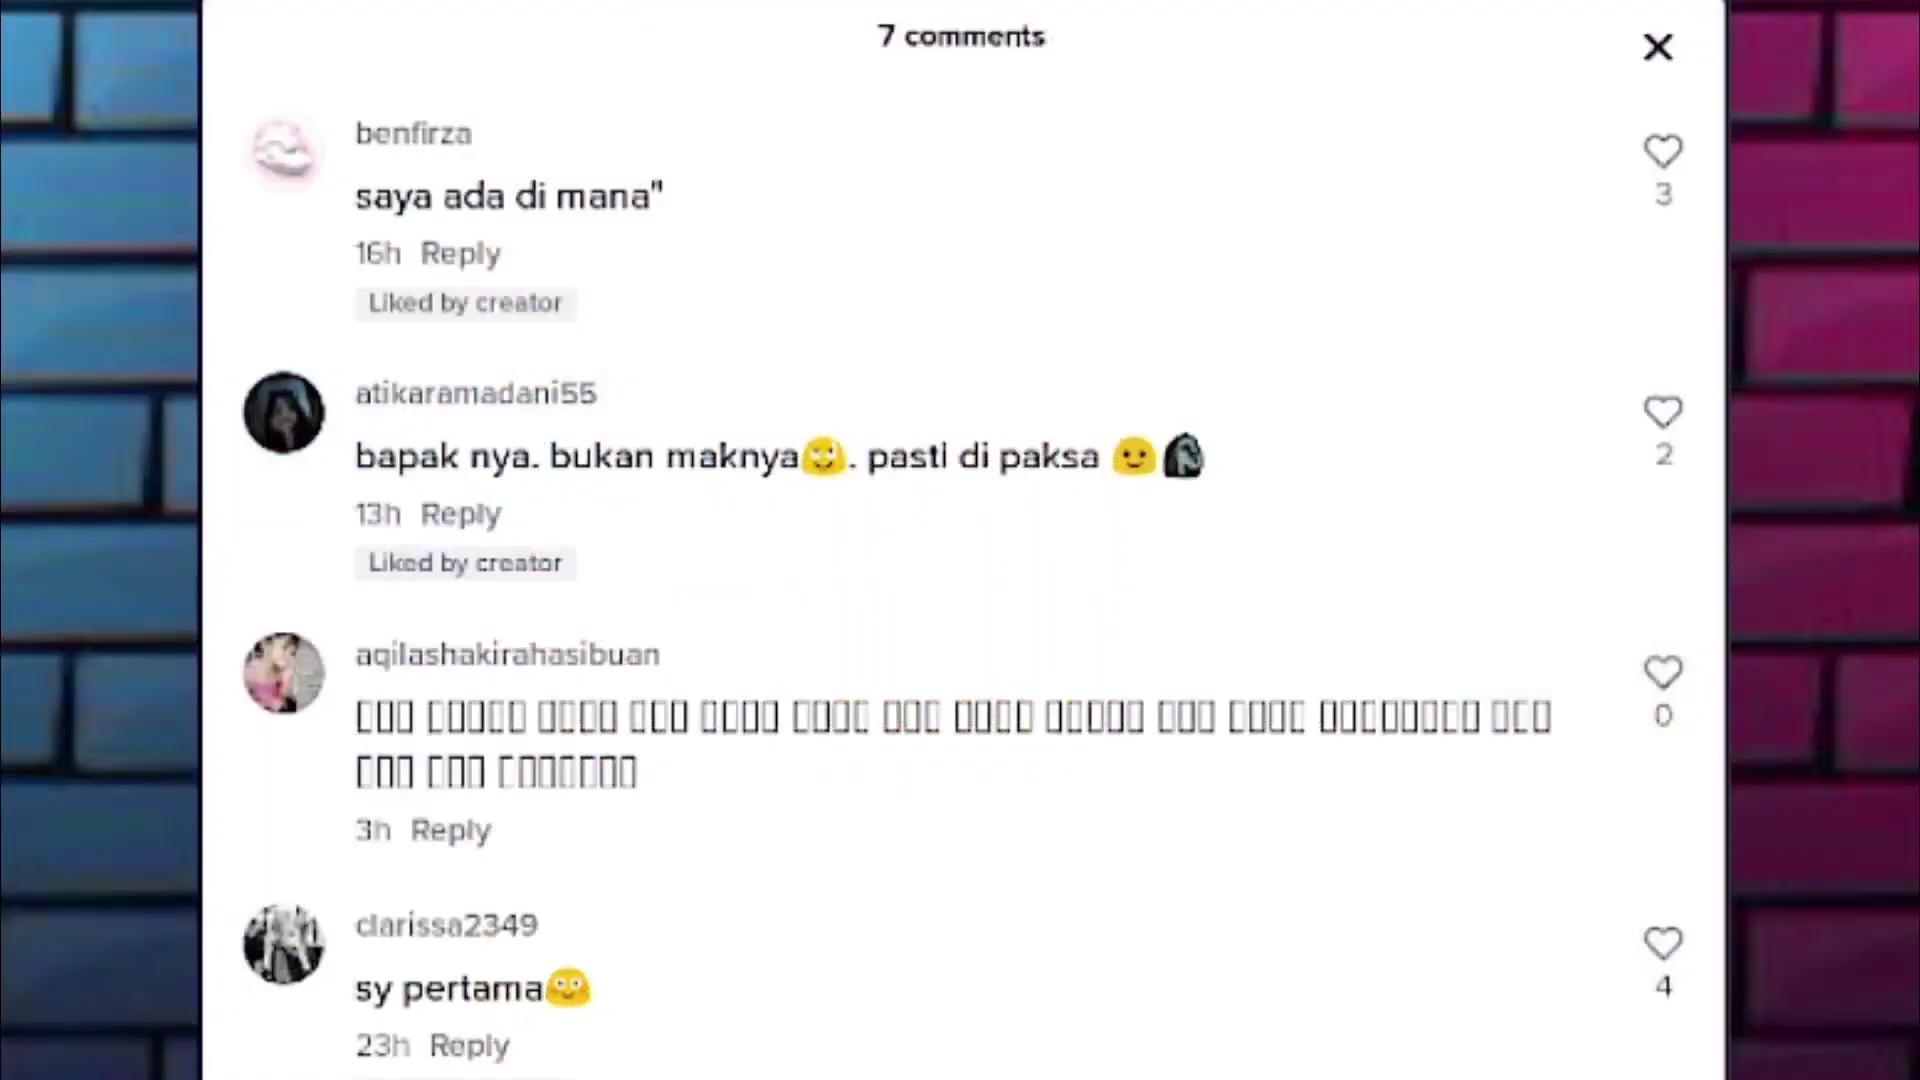 7 comments
benfirza
saya ada di mana"
3
16h Reply
Liked by creator
atikaramadani55
bapak nya. bukan maknya🙄. pasti di paksa 🙂🗿
2
13h Reply
Liked by creator
aqilashakirahasibuan
0
3h Reply
clarissa2349
sy pertama
4
23h Reply